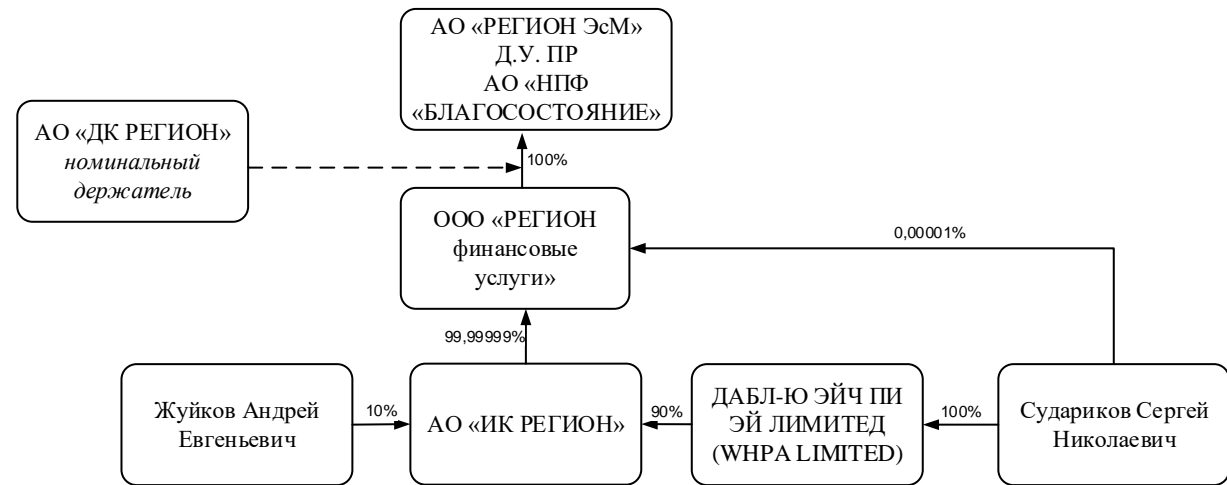 АО «РЕГИОН ЭсМ»
Д.У. ПР
АО «НПФ
«БЛАГОСОСТОЯНИЕ»
АО «ДК РЕГИОН»
номинальный
держатель
100%
ООО «РЕГИОН
финансовые
услуги»
0,00001%
99,99999%
Жуйков Андрей
Евгеньевич
10%
АО «ИК РЕГИОН»
90%
ДАБЛ-Ю ЭЙЧ ПИ
ЭЙ ЛИМИТЕД
(WHPA LIMITED)
100%
Судариков Сергей
Николаевич